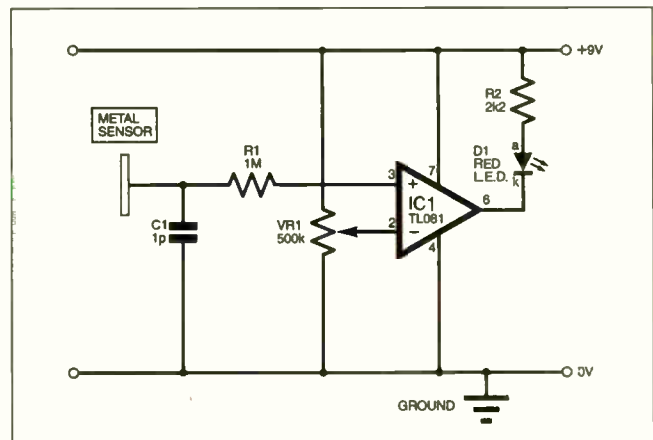 +9V
R2
2k2
METAL
SENSOR
R1
1M
D1
RED
L.E.D.
a
k
3
7
+
IC1
TL081
6
2
−
4
C1
1p
VR1
500k
0V
GROUND